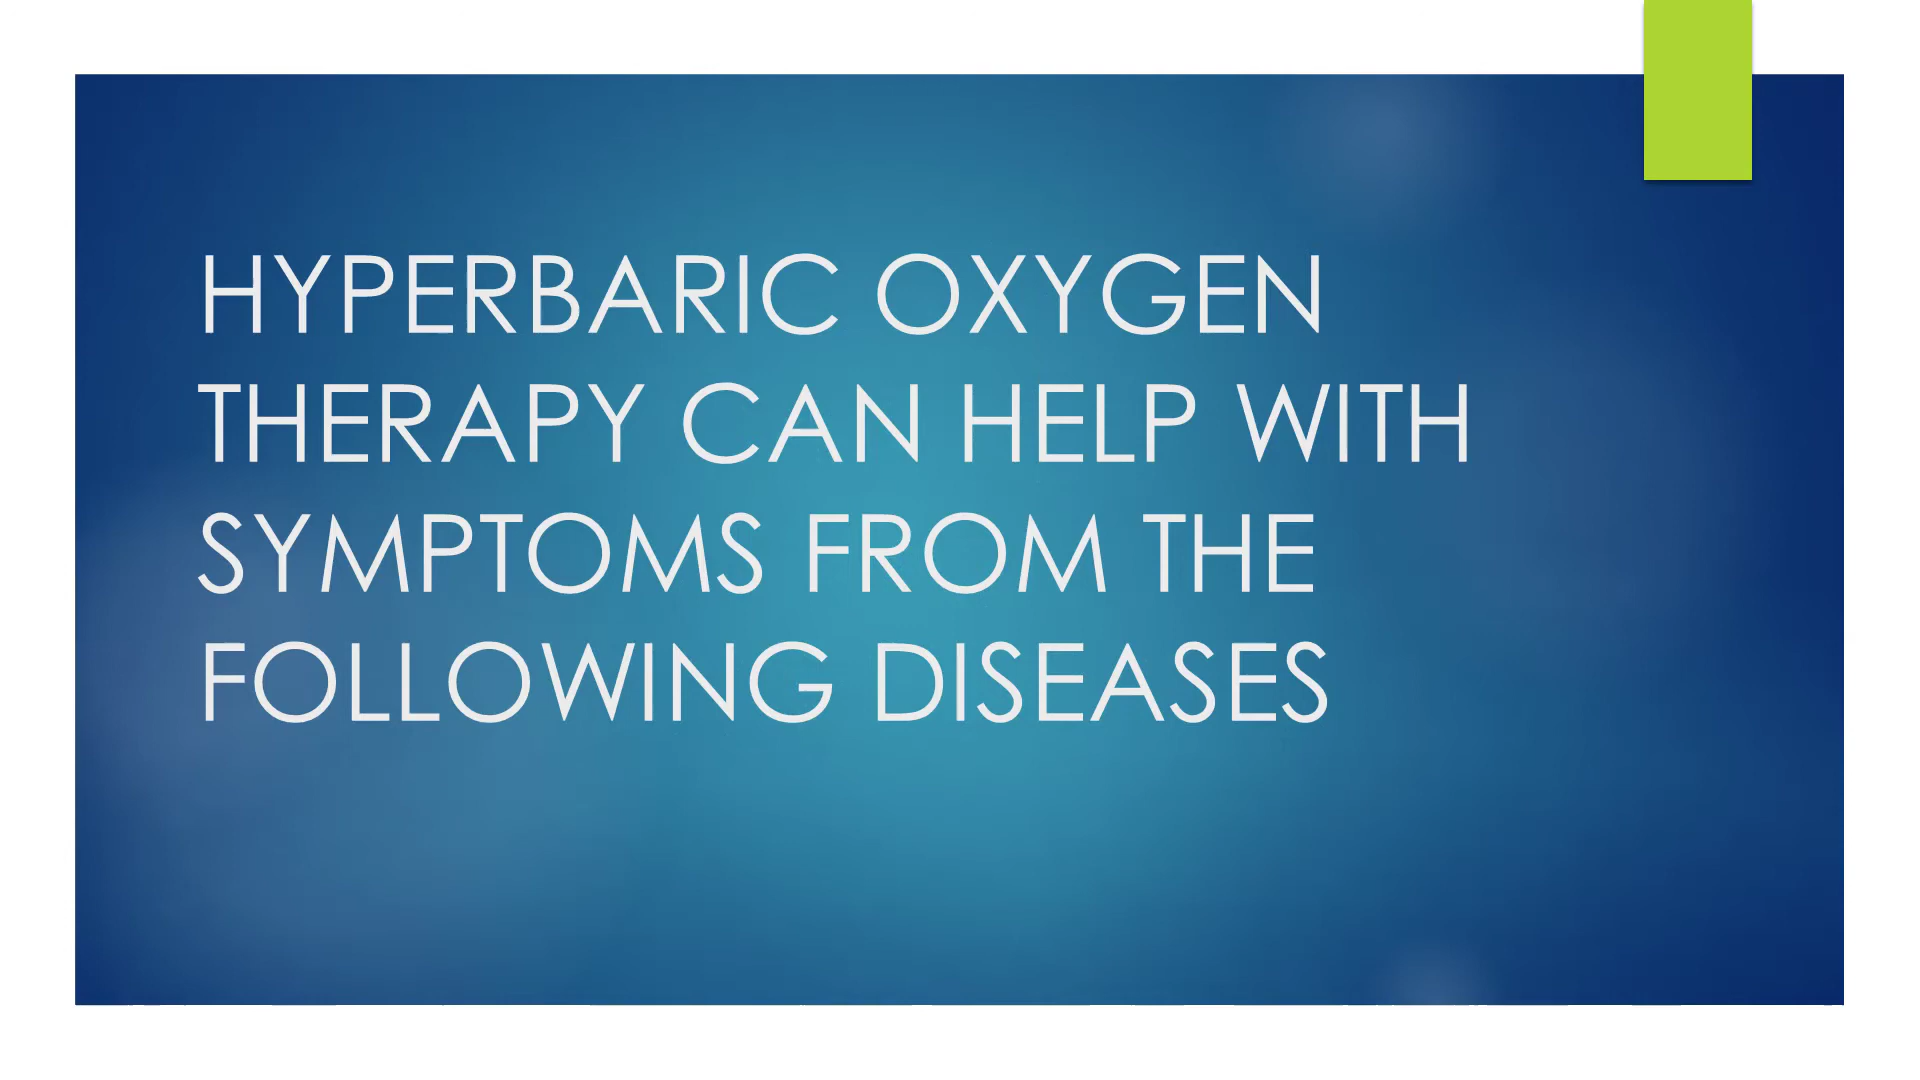 HYPERBARIC OXYGEN
THERAPY CAN HELP WITH
SYMPTOMS FROM THE
FOLLOWING DISEASES